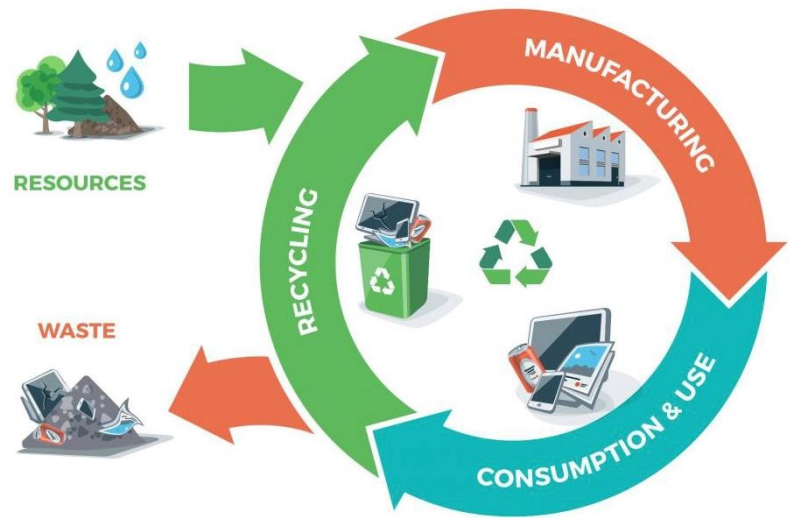 MANUFACTURING
RESOURCES
RECYCLING
WASTE
CONSUMPTION & USE